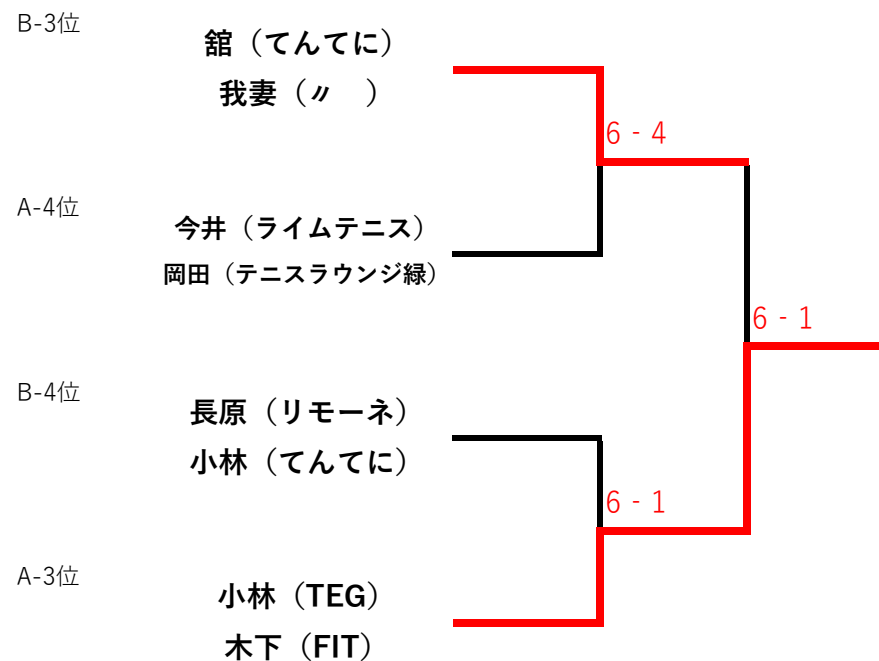 B-3位
舘（てんてに）
我妻（〃　）
6 - 4
A-4位
今井（ライムテニス）
岡田（テニスラウンジ緑）
6 - 1
B-4位
長原（リモーネ）
小林（てんてに）
6 - 1
A-3位
小林（TEG）
木下（FIT）